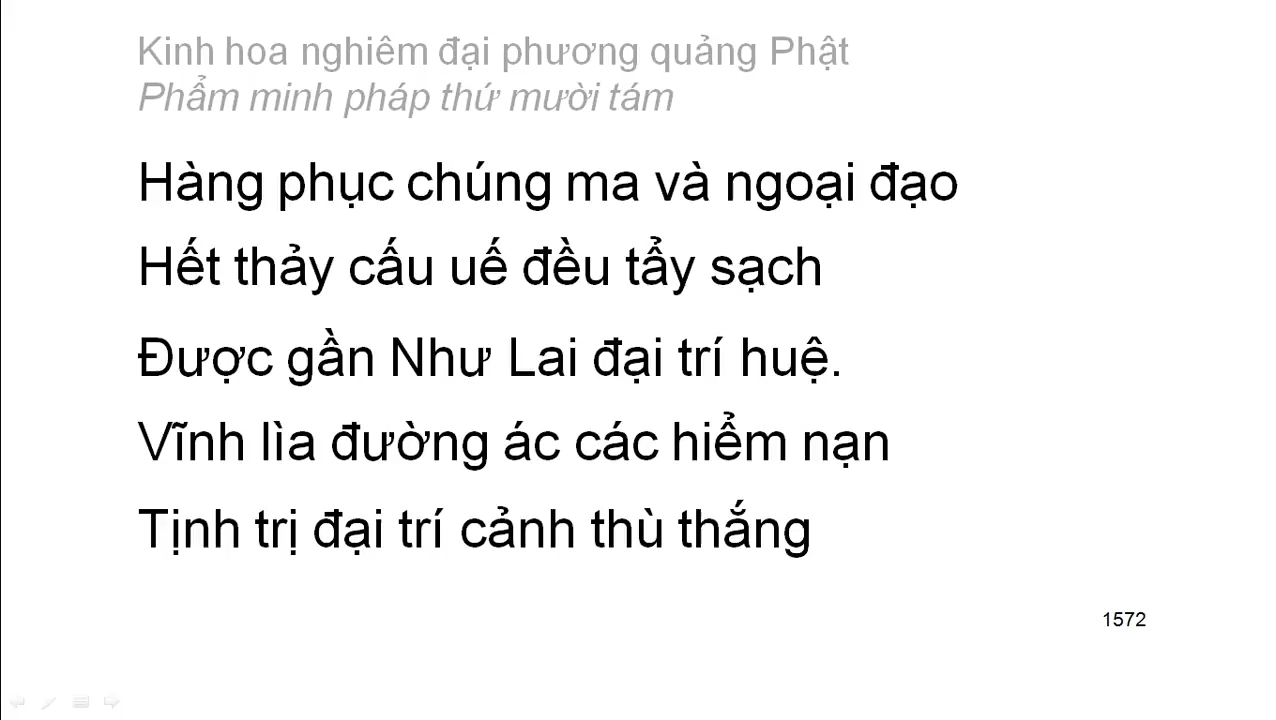 Kinh hoa nghiêm đại phương quảng Phật
Phẩm minh pháp thứ mười tám
Hàng phục chúng ma và ngoại đạo
Hết thảy cấu uế đều tẩy sạch
Được gần Như Lai đại trí huệ.
Vĩnh lìa đường ác các hiểm nạn
Tịnh trị đại trí cảnh thù thắng
1572